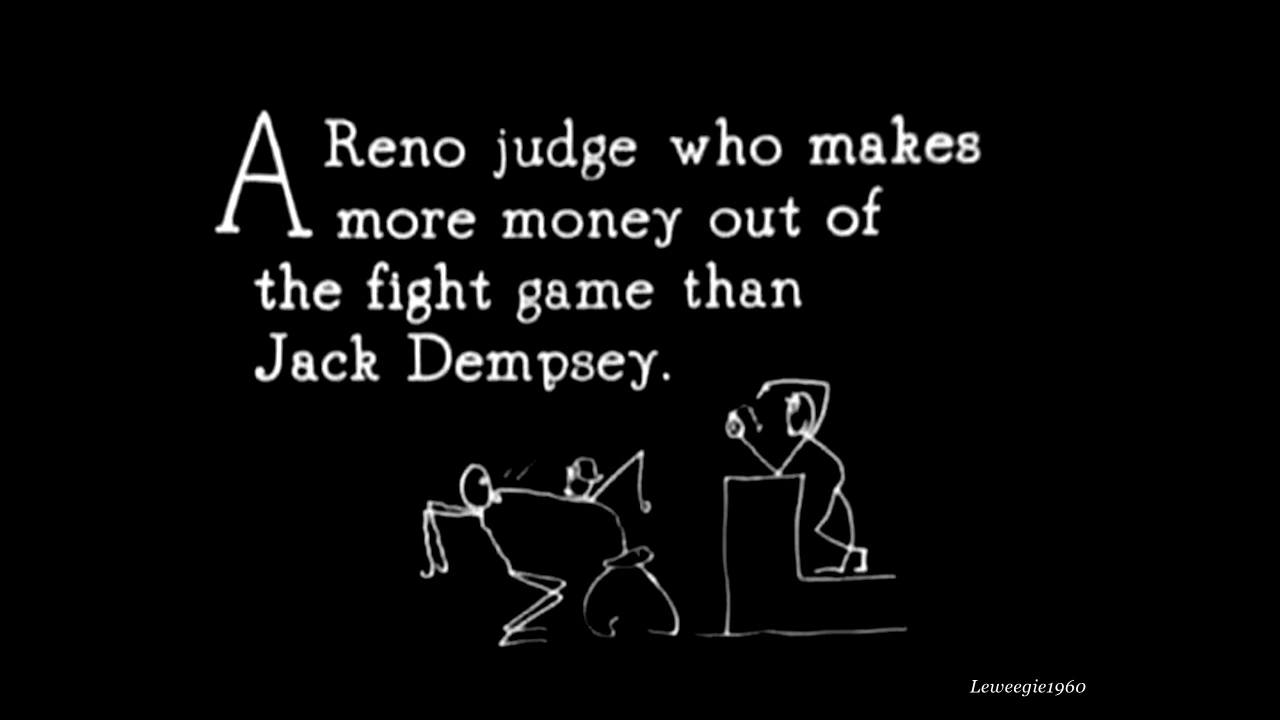 A Reno judge who makes
more money out of
the fight game than
Jack Dempsey.
Leweegie1960